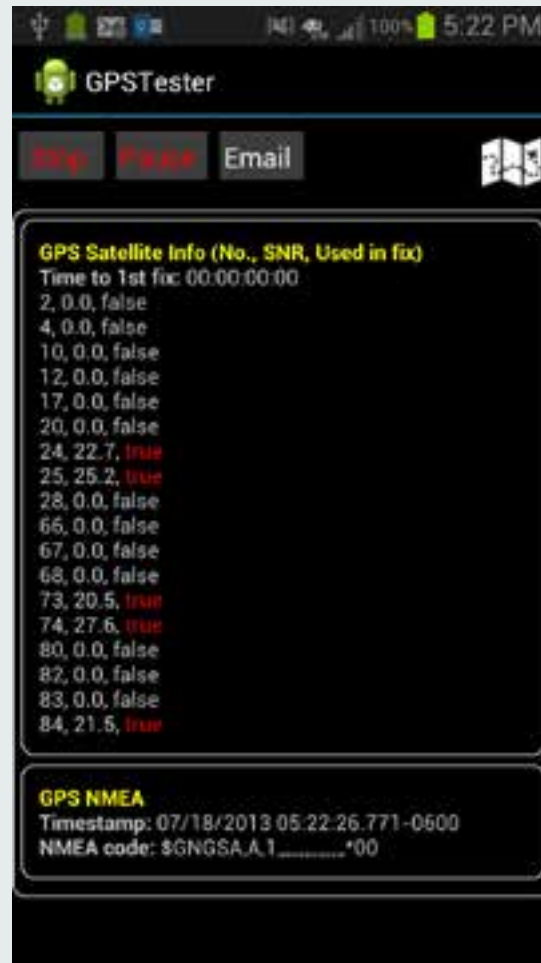 100% 5:22 PM
GPSTester
Stop Pause Email
GPS Satellite Info (No., SNR, Used in fix)
Time to 1st fix: 00:00:00:00
2, 0.0, false
4, 0.0, false
10, 0.0, false
12, 0.0, false
17, 0.0, false
20, 0.0, false
24, 22.7, true
25, 25.2, true
28, 0.0, false
66, 0.0, false
67, 0.0, false
68, 0.0, false
73, 20.5, true
74, 27.6, true
80, 0.0, false
82, 0.0, false
83, 0.0, false
84, 21.5, true
GPS NMEA
Timestamp: 07/18/2013 05:22:26.771-0600
NMEA code: $GNGSA,A,1,,,,,,,,,,,,,,,*00